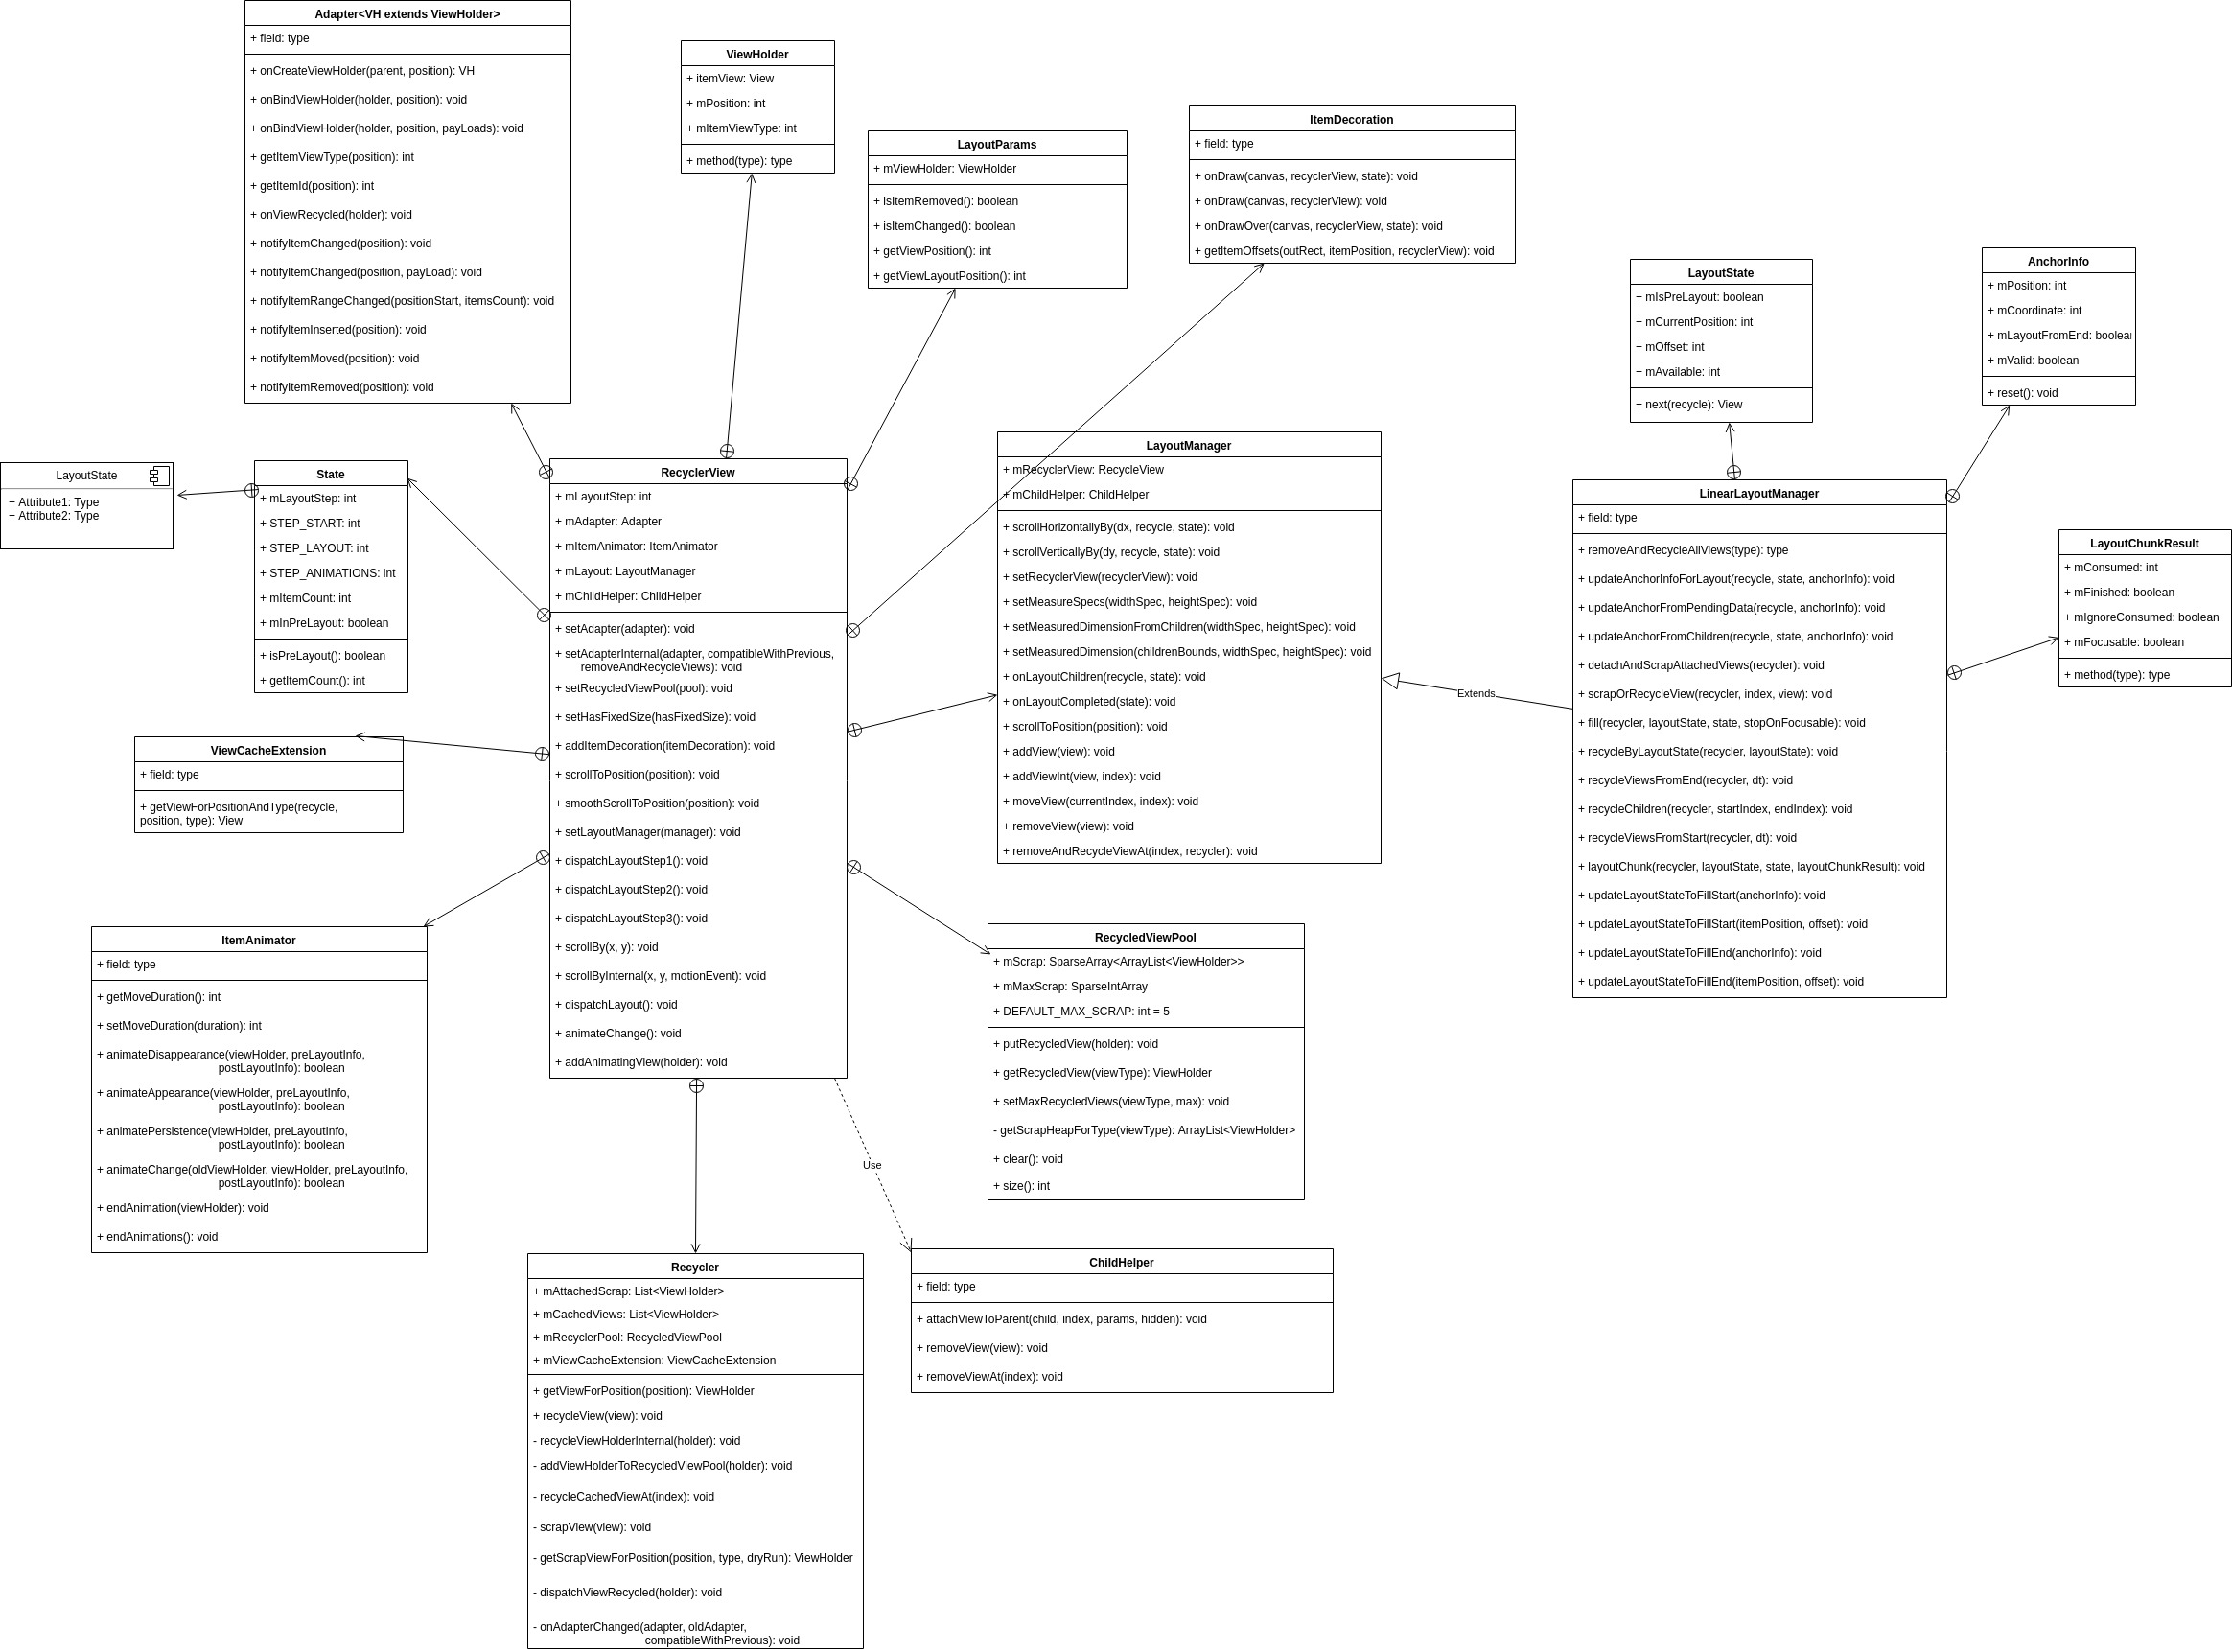 Adapter<VH extends ViewHolder>
+ field: type
+ onCreateViewHolder(parent, position): VH
+ onBindViewHolder(holder, position): void
+ onBindViewHolder(holder, position, payLoads): void
+ getItemViewType(position): int
+ getItemId(position): int
+ onViewRecycled(holder): void
+ notifyItemChanged(position): void
+ notifyItemChanged(position, payLoad): void
+ notifyItemRangeChanged(positionStart, itemsCount): void
+ notifyItemInserted(position): void
+ notifyItemMoved(position): void
+ notifyItemRemoved(position): void
ViewHolder
+ itemView: View
+ mPosition: int
+ mItemViewType: int
+ method(type): type
LayoutParams
+ mViewHolder: ViewHolder
+ isItemRemoved(): boolean
+ isItemChanged(): boolean
+ getViewPosition(): int
+ getViewLayoutPosition(): int
ItemDecoration
+ field: type
+ onDraw(canvas, recyclerView, state): void
+ onDraw(canvas, recyclerView): void
+ onDrawOver(canvas, recyclerView, state): void
+ getItemOffsets(outRect, itemPosition, recyclerView): void
LayoutState
+ mIsPreLayout: boolean
+ mCurrentPosition: int
+ mOffset: int
+ mAvailable: int
+ next(recycle): View
AnchorInfo
+ mPosition: int
+ mCoordinate: int
+ mLayoutFromEnd: boolean
+ mValid: boolean
+ reset(): void
LayoutState
+ Attribute1: Type
+ Attribute2: Type
State
+ mLayoutStep: int
+ STEP_START: int
+ STEP_LAYOUT: int
+ STEP_ANIMATIONS: int
+ mItemCount: int
+ mInPreLayout: boolean
+ isPreLayout(): boolean
+ getItemCount(): int
RecyclerView
+ mLayoutStep: int
+ mAdapter: Adapter
+ mItemAnimator: ItemAnimator
+ mLayout: LayoutManager
+ mChildHelper: ChildHelper
+ setAdapter(adapter): void
+ setAdapterInternal(adapter, compatibleWithPrevious,
removeAndRecycleViews): void
+ setRecycledViewPool(pool): void
+ setHasFixedSize(hasFixedSize): void
+ addItemDecoration(itemDecoration): void
+ scrollToPosition(position): void
+ smoothScrollToPosition(position): void
+ setLayoutManager(manager): void
+ dispatchLayoutStep1(): void
+ dispatchLayoutStep2(): void
+ dispatchLayoutStep3(): void
+ scrollBy(x, y): void
+ scrollByInternal(x, y, motionEvent): void
+ dispatchLayout(): void
+ animateChange(): void
+ addAnimatingView(holder): void
LayoutManager
+ mRecyclerView: RecycleView
+ mChildHelper: ChildHelper
+ scrollHorizontallyBy(dx, recycle, state): void
+ scrollVerticallyBy(dy, recycle, state): void
+ setRecyclerView(recyclerView): void
+ setMeasureSpecs(widthSpec, heightSpec): void
+ setMeasuredDimensionFromChildren(widthSpec, heightSpec): void
+ setMeasuredDimension(childrenBounds, widthSpec, heightSpec): void
+ onLayoutChildren(recycle, state): void
+ onLayoutCompleted(state): void
+ scrollToPosition(position): void
+ addView(view): void
+ addViewInt(view, index): void
+ moveView(currentIndex, index): void
+ removeView(view): void
+ removeAndRecycleViewAt(index, recycler): void
Extends
LinearLayoutManager
+ field: type
+ removeAndRecycleAllViews(type): type
+ updateAnchorInfoForLayout(recycle, state, anchorInfo): void
+ updateAnchorFromPendingData(recycle, anchorInfo): void
+ updateAnchorFromChildren(recycle, state, anchorInfo): void
+ detachAndScrapAttachedViews(recycler): void
+ scrapOrRecycleView(recycler, index, view): void
+ fill(recycler, layoutState, state, stopOnFocusable): void
+ recycleByLayoutState(recycler, layoutState): void
+ recycleViewsFromEnd(recycler, dt): void
+ recycleChildren(recycler, startIndex, endIndex): void
+ recycleViewsFromStart(recycler, dt): void
+ layoutChunk(recycler, layoutState, state, layoutChunkResult): void
+ updateLayoutStateToFillStart(anchorInfo): void
+ updateLayoutStateToFillStart(itemPosition, offset): void
+ updateLayoutStateToFillEnd(anchorInfo): void
+ updateLayoutStateToFillEnd(itemPosition, offset): void
LayoutChunkResult
+ mConsumed: int
+ mFinished: boolean
+ mIgnoreConsumed: boolean
+ mFocusable: boolean
+ method(type): type
ViewCacheExtension
+ field: type
+ getViewForPositionAndType(recycle,
position, type): View
ItemAnimator
+ field: type
+ getMoveDuration(): int
+ setMoveDuration(duration): int
+ animateDisappearance(viewHolder, preLayoutInfo,
postLayoutInfo): boolean
+ animateAppearance(viewHolder, preLayoutInfo,
postLayoutInfo): boolean
+ animatePersistence(viewHolder, preLayoutInfo,
postLayoutInfo): boolean
+ animateChange(oldViewHolder, viewHolder, preLayoutInfo,
postLayoutInfo): boolean
+ endAnimation(viewHolder): void
+ endAnimations(): void
RecycledViewPool
+ mScrap: SparseArray<ArrayList<ViewHolder>>
+ mMaxScrap: SparseIntArray
+ DEFAULT_MAX_SCRAP: int = 5
+ putRecycledView(holder): void
+ getRecycledView(viewType): ViewHolder
+ setMaxRecycledViews(viewType, max): void
- getScrapHeapForType(viewType): ArrayList<ViewHolder>
+ clear(): void
+ size(): int
Use
Recycler
+ mAttachedScrap: List<ViewHolder>
+ mCachedViews: List<ViewHolder>
+ mRecyclerPool: RecycledViewPool
+ mViewCacheExtension: ViewCacheExtension
+ getViewForPosition(position): ViewHolder
+ recycleView(view): void
- recycleViewHolderInternal(holder): void
- addViewHolderToRecycledViewPool(holder): void
- recycleCachedViewAt(index): void
- scrapView(view): void
- getScrapViewForPosition(position, type, dryRun): ViewHolder
- dispatchViewRecycled(holder): void
- onAdapterChanged(adapter, oldAdapter,
compatibleWithPrevious): void
ChildHelper
+ field: type
+ attachViewToParent(child, index, params, hidden): void
+ removeView(view): void
+ removeViewAt(index): void